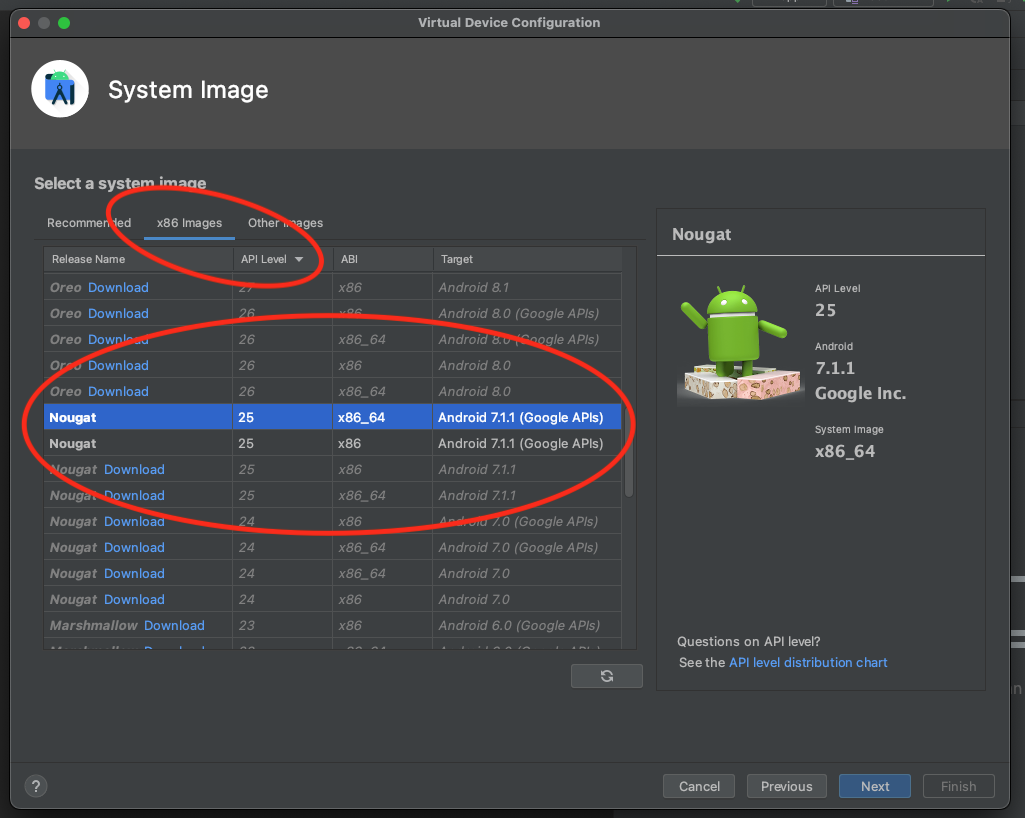 Virtual Device Configuration
System Image
Select a system image
Recommended x86 Images Other Images
Release Name API Level ABI Target
Oreo Download 27 x86 Android 8.1
Oreo Download 26 x86 Android 8.0 (Google APIs)
Oreo Download 26 x86_64 Android 8.0 (Google APIs)
Oreo Download 26 x86 Android 8.0
Oreo Download 26 x86_64 Android 8.0
Nougat 25 x86_64 Android 7.1.1 (Google APIs)
Nougat 25 x86 Android 7.1.1 (Google APIs)
Nougat Download 25 x86 Android 7.1.1
Nougat Download 25 x86_64 Android 7.1.1
Nougat Download 24 x86 Android 7.0 (Google APIs)
Nougat Download 24 x86_64 Android 7.0 (Google APIs)
Nougat Download 24 x86_64 Android 7.0
Nougat Download 24 x86 Android 7.0
Marshmallow Download 23 x86 Android 6.0 (Google APIs)
Nougat
API Level
25
Android
7.1.1
Google Inc.
System Image
x86_64
Questions on API level?
See the API level distribution chart
?
Cancel Previous Next Finish